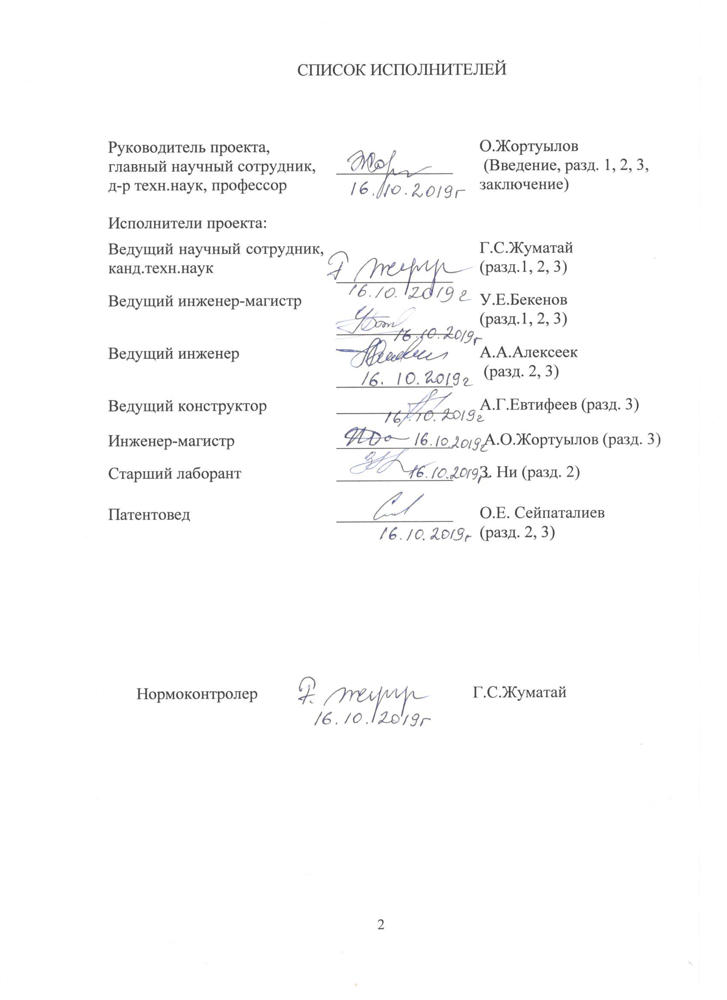 СПИСОК ИСПОЛНИТЕЛЕЙ
Руководитель проекта,
главный научный сотрудник,
д-р техн.наук, профессор
16.10.2019г
О.Жортуылов
(Введение, разд. 1, 2, 3,
заключение)
Исполнители проекта:
Ведущий научный сотрудник,
канд.техн.наук
16.10.2019г
Г.С.Жуматай
(разд.1, 2, 3)
Ведущий инженер-магистр
16.10.2019г
У.Е.Бекенов
(разд.1, 2, 3)
Ведущий инженер
16.10.2019г
А.А.Алексеек
(разд. 2, 3)
Ведущий конструктор
16.10.2019г
А.Г.Евтифеев (разд. 3)
Инженер-магистр
16.10.2019г
А.О.Жортуылов (разд. 3)
Старший лаборант
16.10.2019г
З. Ни (разд. 2)
Патентовед
16.10.2019г
О.Е. Сейпаталиев
(разд. 2, 3)
Нормоконтролер
16.10.2019г
Г.С.Жуматай
2